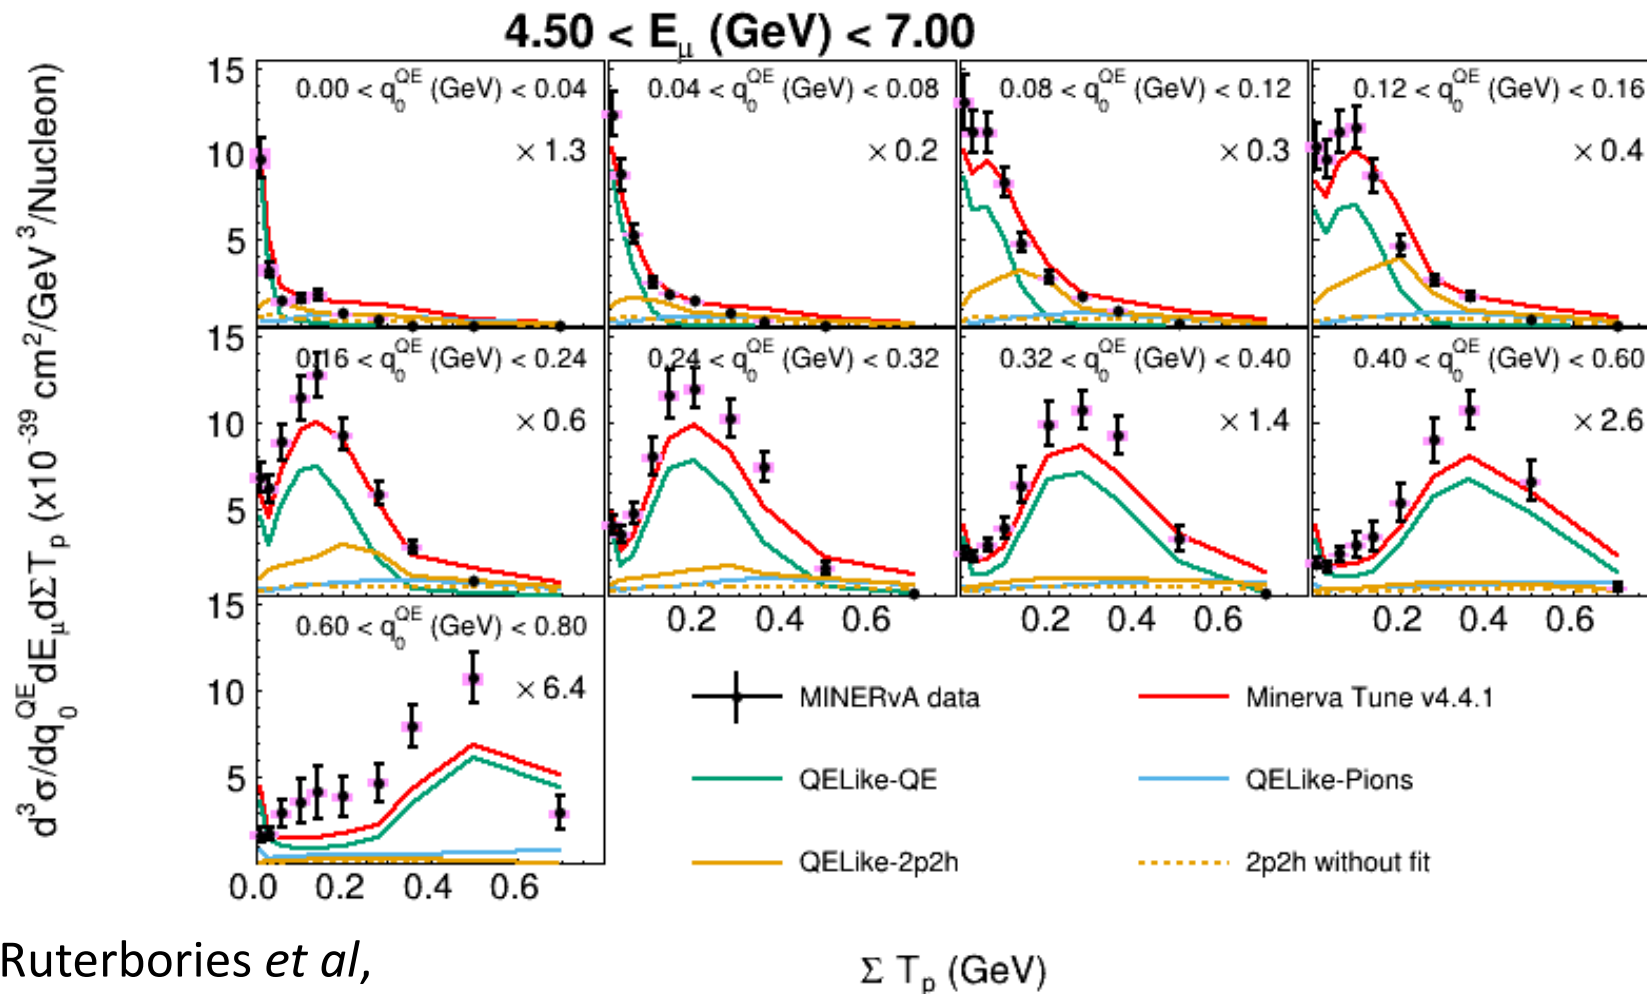 4.50 < Eμ (GeV) < 7.00
d³σ/dq₀^QE dEμdΣTp (x10⁻³⁹ cm²/GeV³/Nucleon)
15
10
5
0.00 < q₀^QE (GeV) < 0.04
× 1.3
0.04 < q₀^QE (GeV) < 0.08
× 0.2
0.08 < q₀^QE (GeV) < 0.12
× 0.3
0.12 < q₀^QE (GeV) < 0.16
× 0.4
15
10
5
0.16 < q₀^QE (GeV) < 0.24
× 0.6
0.24 < q₀^QE (GeV) < 0.32
0.32 < q₀^QE (GeV) < 0.40
× 1.4
0.40 < q₀^QE (GeV) < 0.60
× 2.6
0.2 0.4 0.6
0.2 0.4 0.6
0.2 0.4 0.6
15
10
5
0.60 < q₀^QE (GeV) < 0.80
× 6.4
0.0 0.2 0.4 0.6
MINERvA data
Minerva Tune v4.4.1
QELike-QE
QELike-Pions
QELike-2p2h
2p2h without fit
Ruterbories et al,
Σ Tp (GeV)